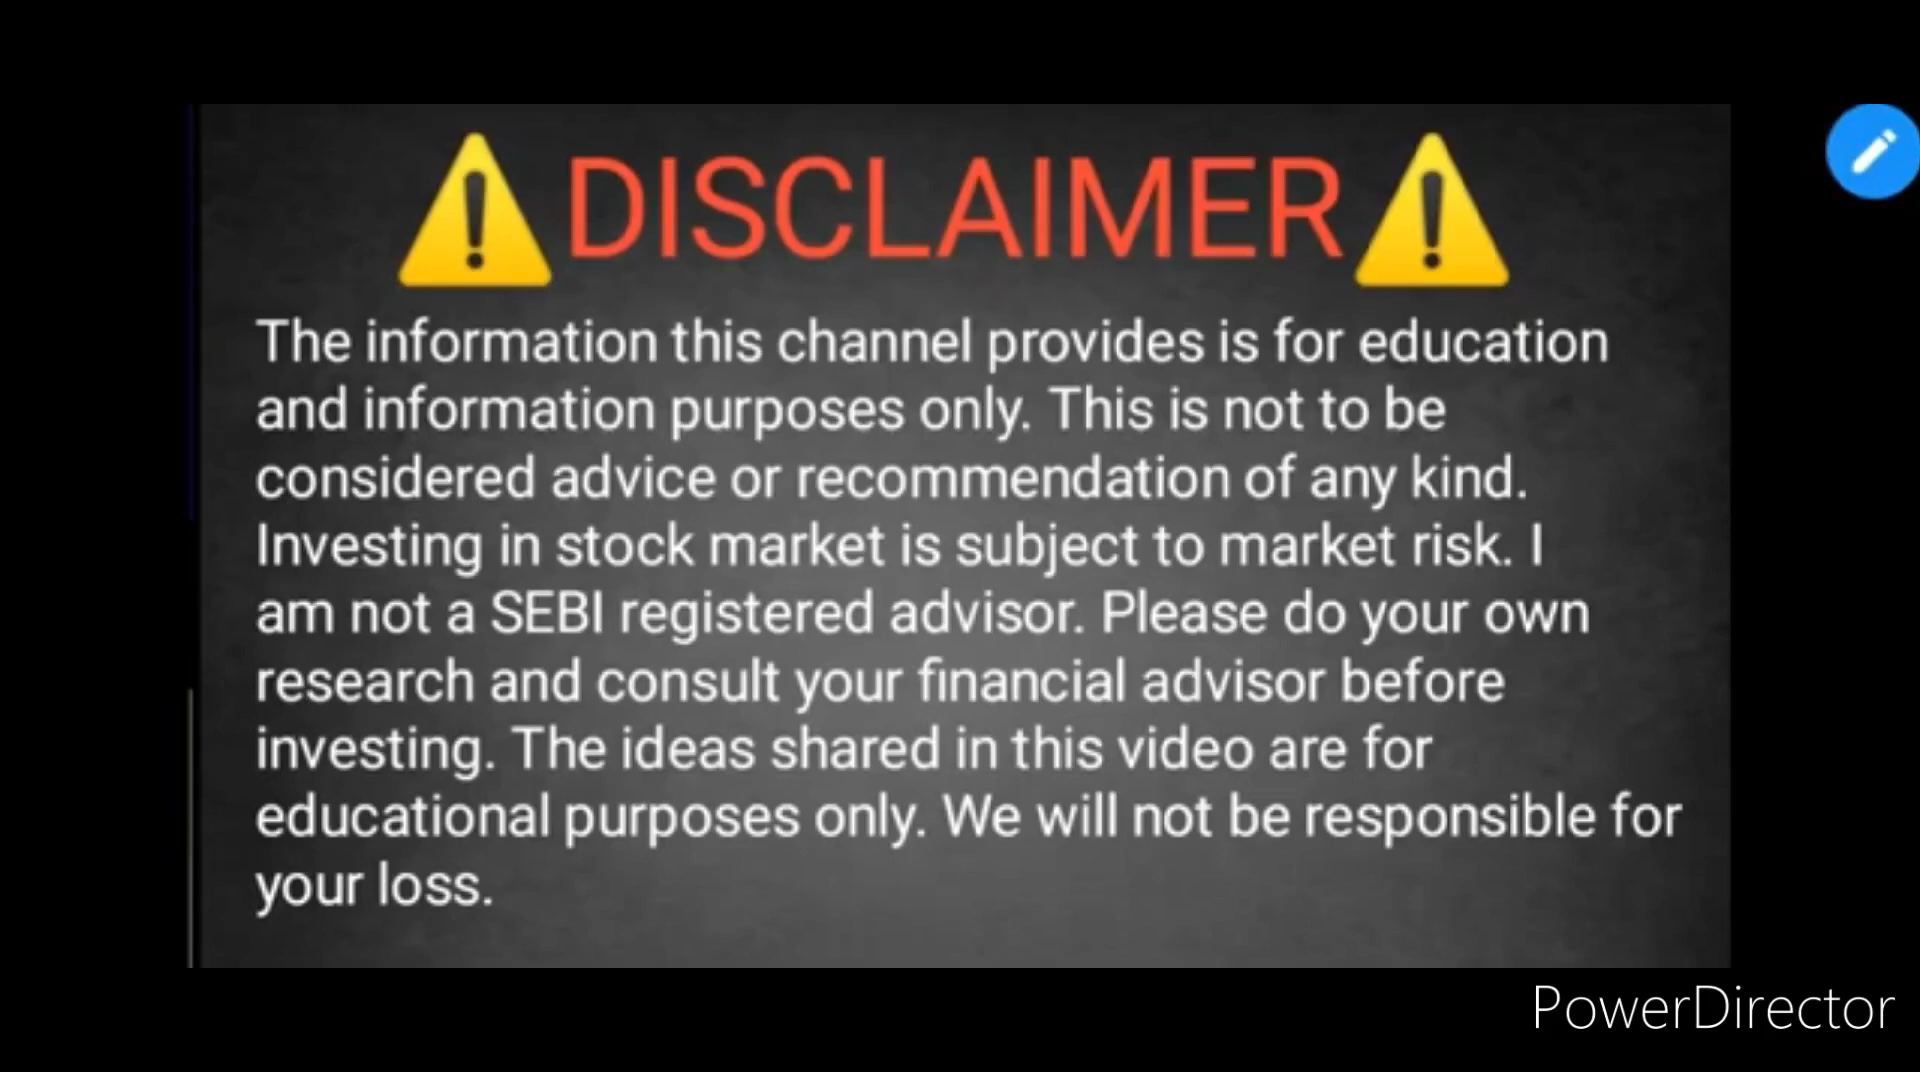 ⚠DISCLAIMER⚠
The information this channel provides is for education
and information purposes only. This is not to be
considered advice or recommendation of any kind.
Investing in stock market is subject to market risk. I
am not a SEBI registered advisor. Please do your own
research and consult your financial advisor before
investing. The ideas shared in this video are for
educational purposes only. We will not be responsible for
your loss.
PowerDirector